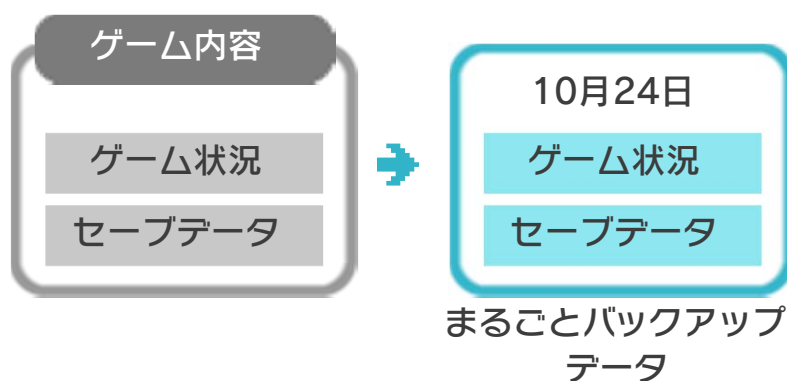 ゲーム内容
ゲーム状況
セーブデータ
10月24日
ゲーム状況
セーブデータ
まるごとバックアップ
データ